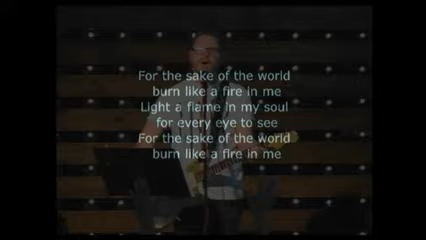 For the sake of the world
burn like a fire in me
Light a flame in my soul
for every eye to see
For the sake of the world
burn like a fire in me